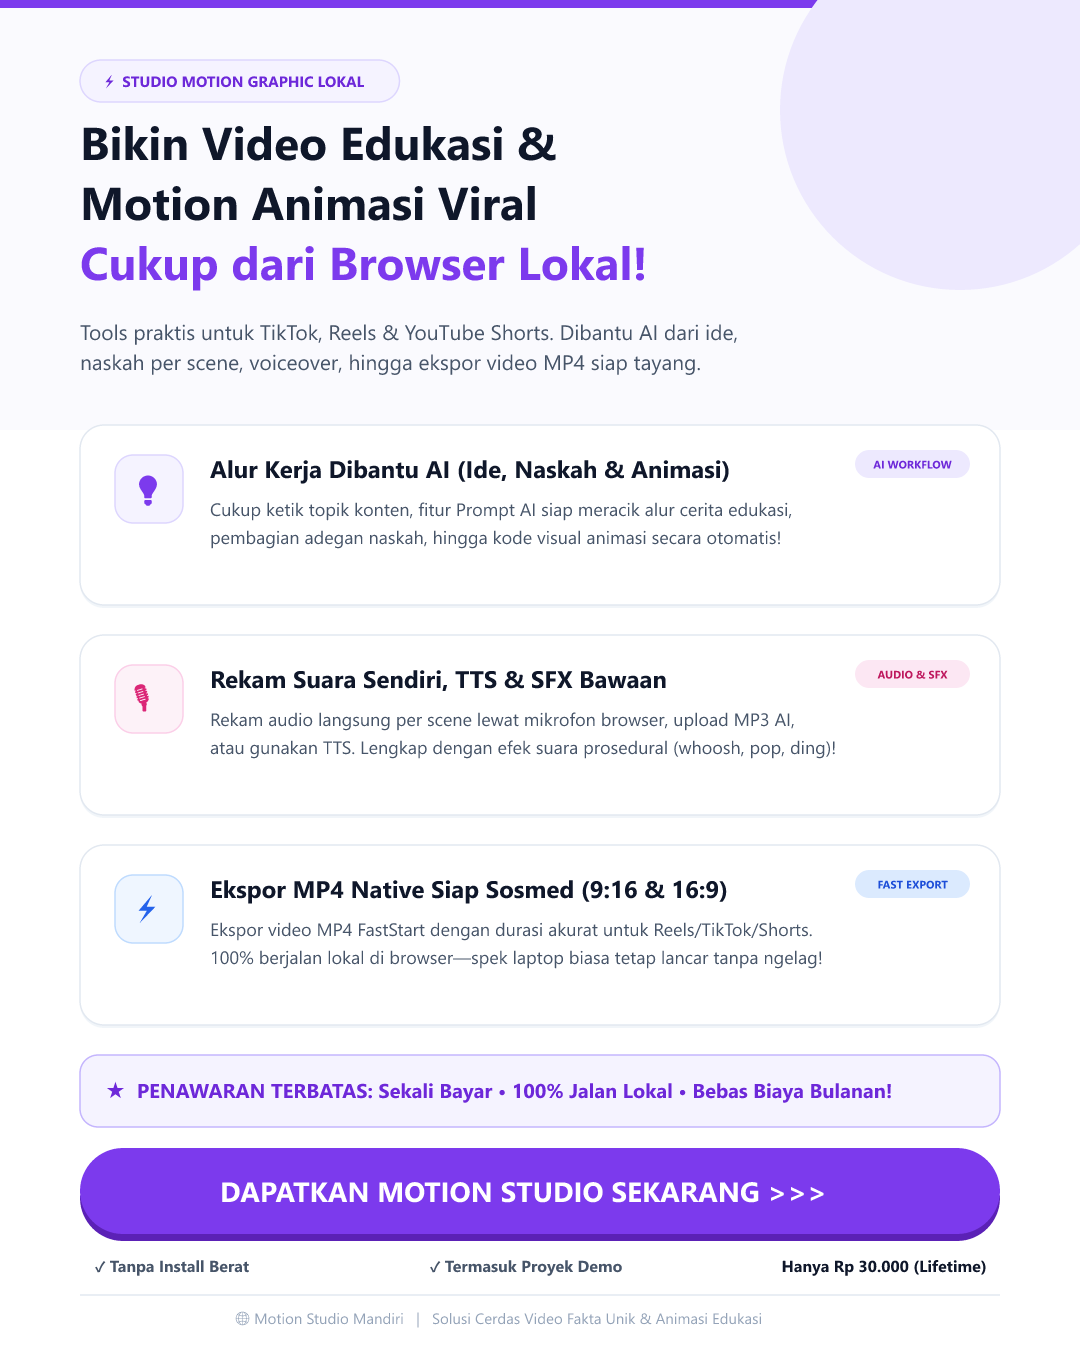 STUDIO MOTION GRAPHIC LOKAL
Bikin Video Edukasi &
Motion Animasi Viral
Cukup dari Browser Lokal!
Tools praktis untuk TikTok, Reels & YouTube Shorts. Dibantu AI dari ide,
naskah per scene, voiceover, hingga ekspor video MP4 siap tayang.
Alur Kerja Dibantu AI (Ide, Naskah & Animasi)
AI WORKFLOW
Cukup ketik topik konten, fitur Prompt AI siap meracik alur cerita edukasi,
pembagian adegan naskah, hingga kode visual animasi secara otomatis!
Rekam Suara Sendiri, TTS & SFX Bawaan
AUDIO & SFX
Rekam audio langsung per scene lewat mikrofon browser, upload MP3 AI,
atau gunakan TTS. Lengkap dengan efek suara prosedural (whoosh, pop, ding)!
Ekspor MP4 Native Siap Sosmed (9:16 & 16:9)
FAST EXPORT
Ekspor video MP4 FastStart dengan durasi akurat untuk Reels/TikTok/Shorts.
100% berjalan lokal di browser—spek laptop biasa tetap lancar tanpa ngelag!
★ PENAWARAN TERBATAS: Sekali Bayar • 100% Jalan Lokal • Bebas Biaya Bulanan!
DAPATKAN MOTION STUDIO SEKARANG >>>
✓ Tanpa Install Berat
✓ Termasuk Proyek Demo
Hanya Rp 30.000 (Lifetime)
Motion Studio Mandiri | Solusi Cerdas Video Fakta Unik & Animasi Edukasi